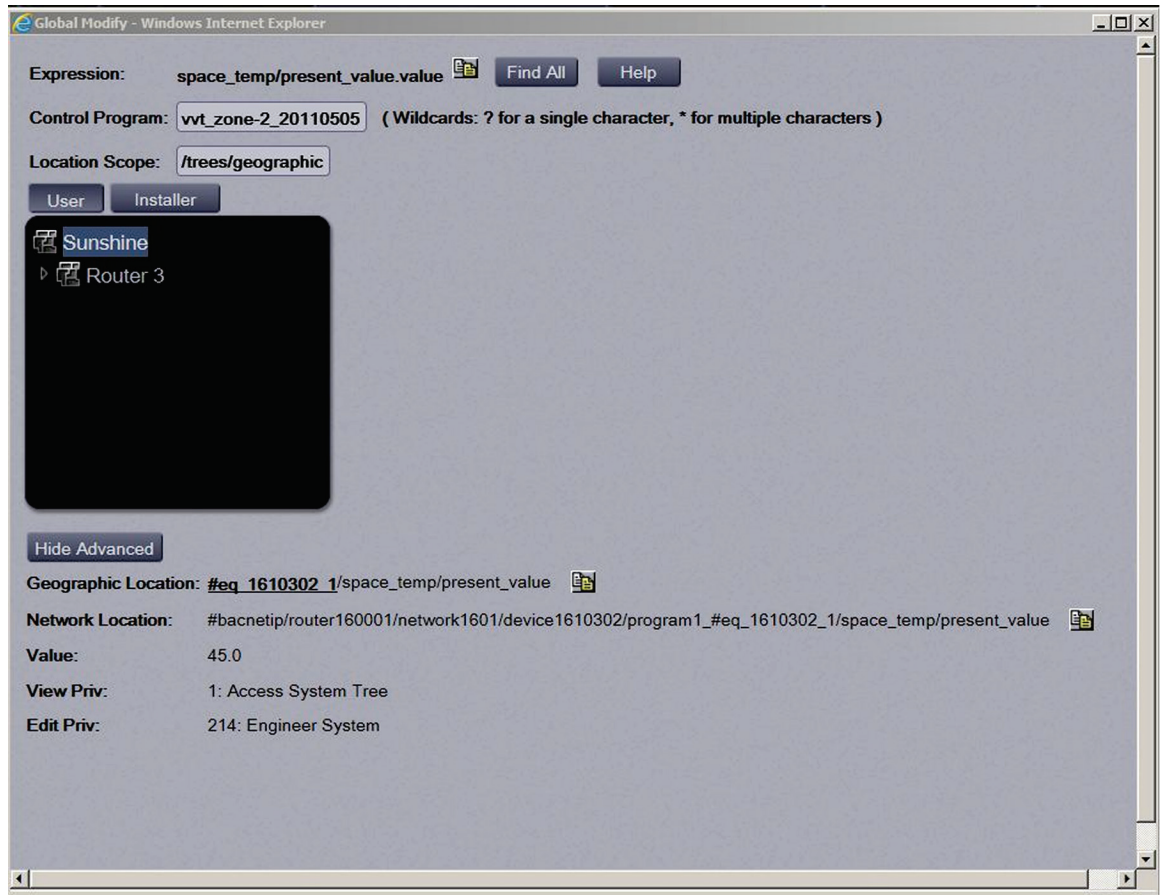 Global Modify - Windows Internet Explorer
Expression: space_temp/present_value.value Find All Help
Control Program: vvt_zone-2_20110505 ( Wildcards: ? for a single character, * for multiple characters )
Location Scope: /trees/geographic
User Installer
Sunshine
Router 3
Hide Advanced
Geographic Location: #eq_1610302_1/space_temp/present_value
Network Location: #bacnetip/router160001/network1601/device1610302/program1_#eq_1610302_1/space_temp/present_value
Value: 45.0
View Priv: 1: Access System Tree
Edit Priv: 214: Engineer System